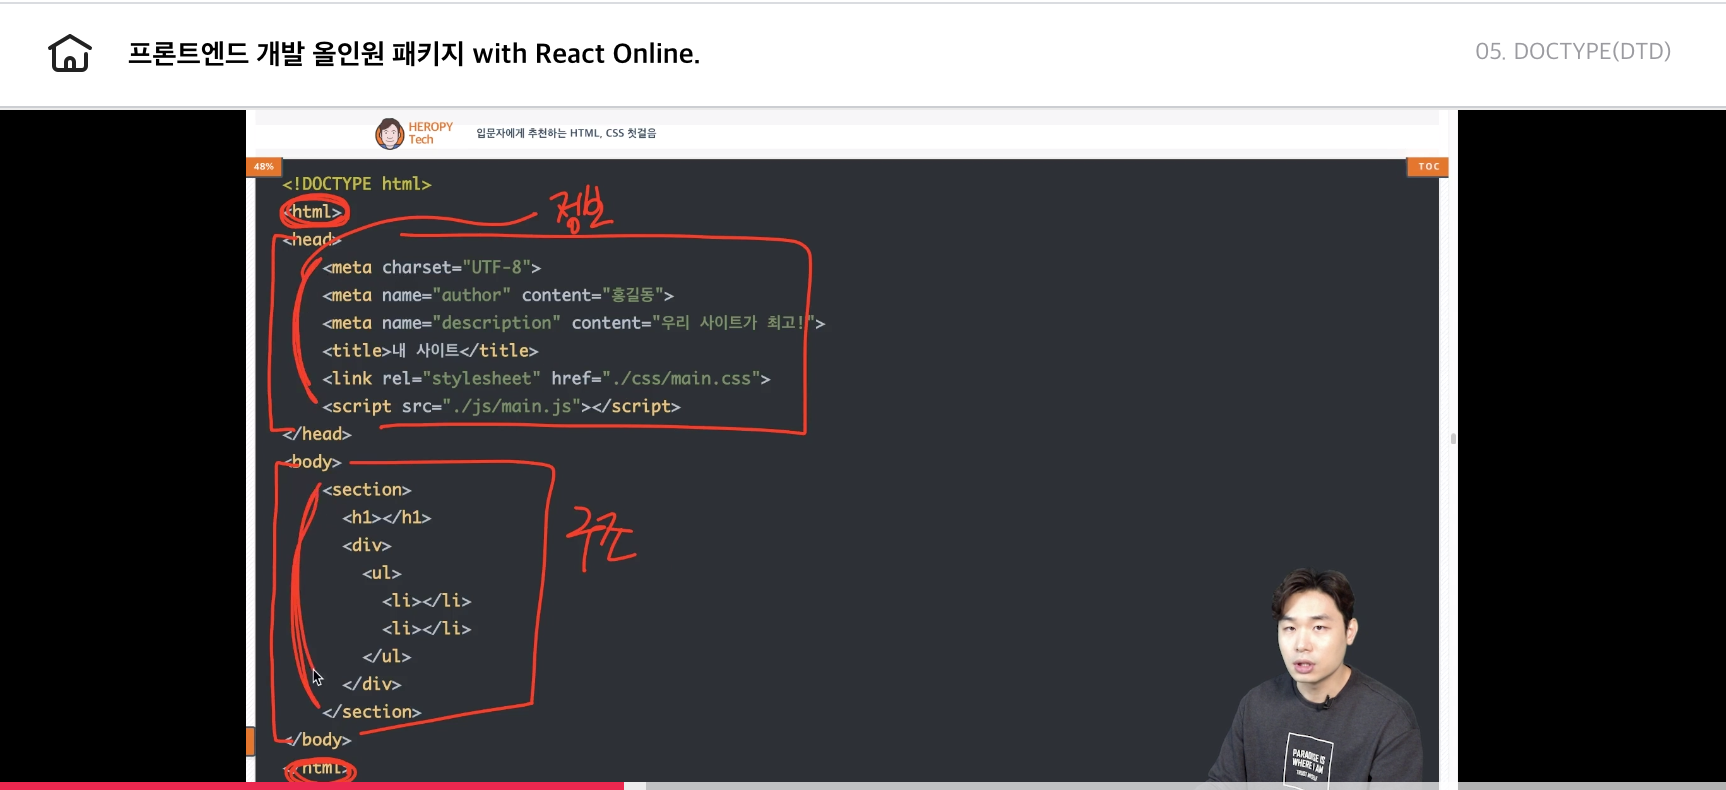 프론트엔드 개발 올인원 패키지 with React Online.
05. DOCTYPE(DTD)
HEROPY
Tech
입문자에게 추천하는 HTML, CSS 첫걸음
48%
TOC
<!DOCTYPE html>
<html>
정보
<head>
<meta charset="UTF-8">
<meta name="author" content="홍길동">
<meta name="description" content="우리 사이트가 최고!">
<title>내 사이트</title>
<link rel="stylesheet" href="./css/main.css">
<script src="./js/main.js"></script>
</head>
<body>
<section>
<h1></h1>
구조
<div>
<ul>
<li></li>
<li></li>
</ul>
</div>
</section>
</body>
</html>
PARADISE IS
WHERE I AM